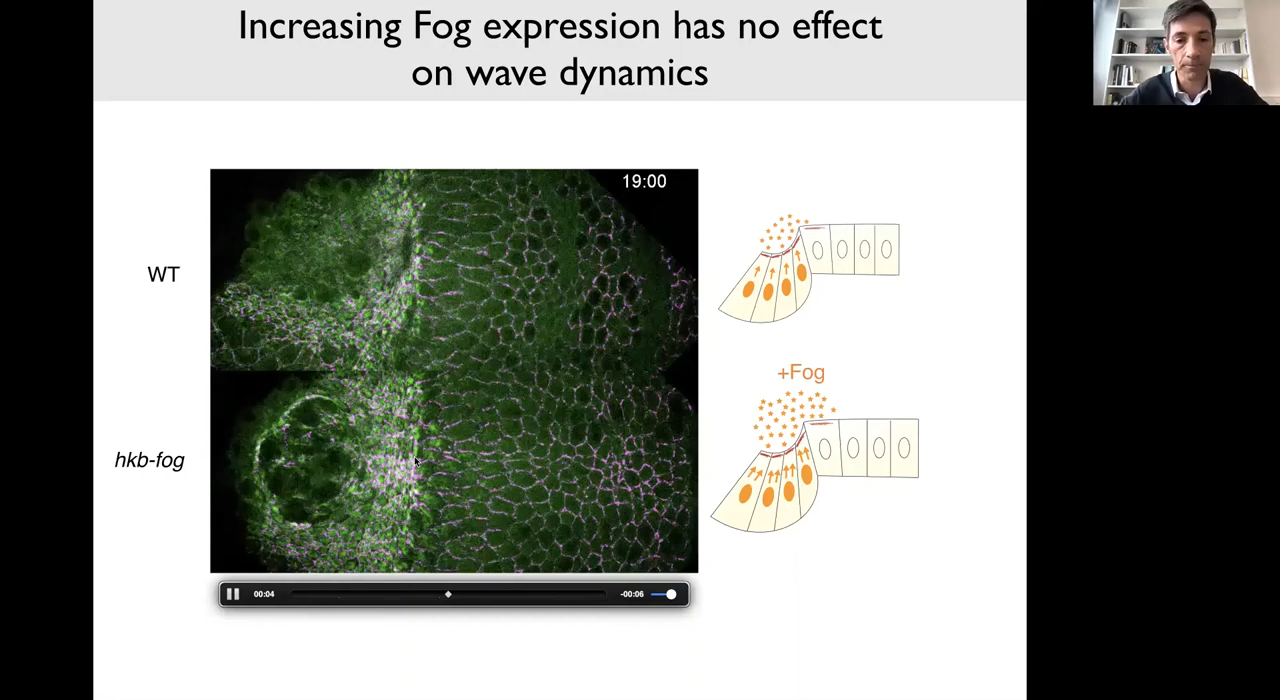 Increasing Fog expression has no effect
on wave dynamics
19:00
WT
+Fog
hkb-fog
00:04
-00:06